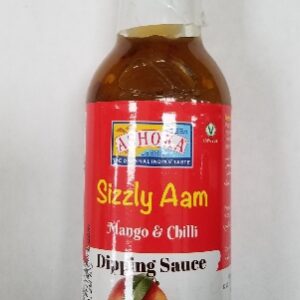 ASHOKA
Sizzly Aam
Mango & Chilli
Dipping Sauce